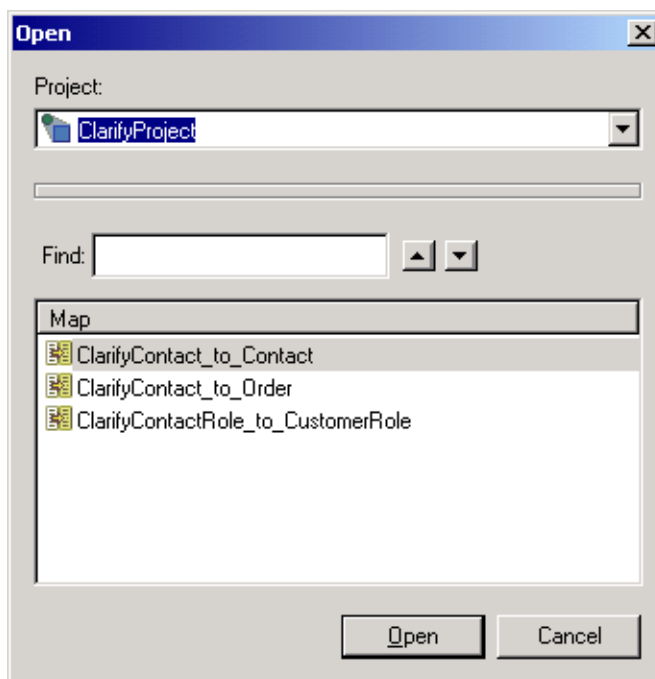 Open
Project:
ClarifyProject
Find:
Map
ClarifyContact_to_Contact
ClarifyContact_to_Order
ClarifyContactRole_to_CustomerRole
Open Cancel